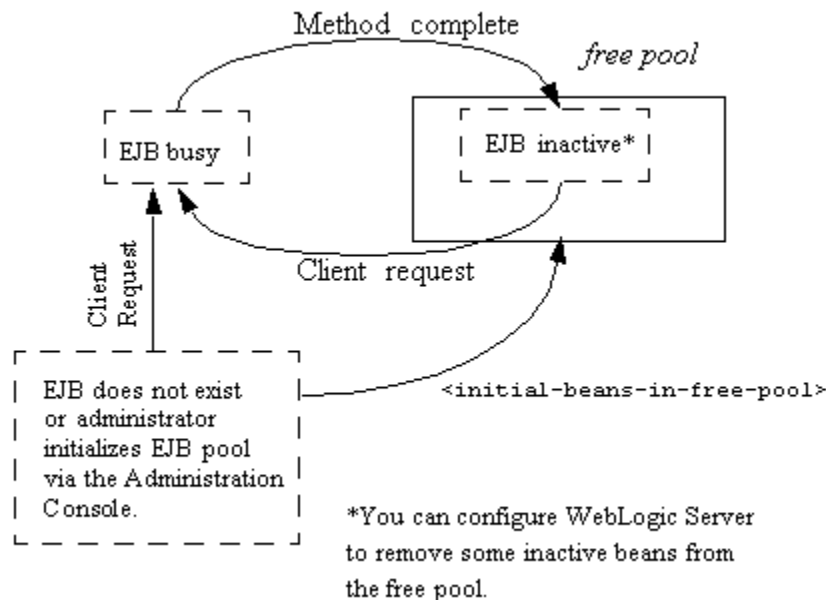 Method complete
free pool
EJB busy
EJB inactive*
Client request
Client
Request
<initial-beans-in-free-pool>
EJB does not exist
or administrator
initializes EJB pool
via the Administration
Console.
*You can configure WebLogic Server
to remove some inactive beans from
the free pool.